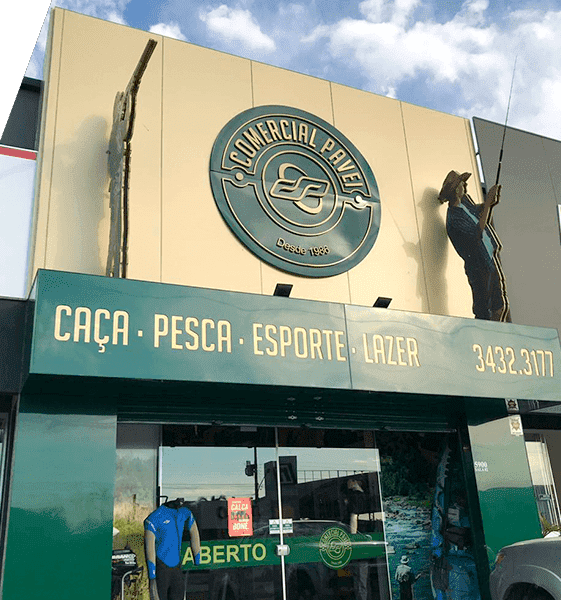 COMERCIAL PAVEI
Desde 1986
CAÇA · PESCA · ESPORTE · LAZER
3432.3177
ABERTO